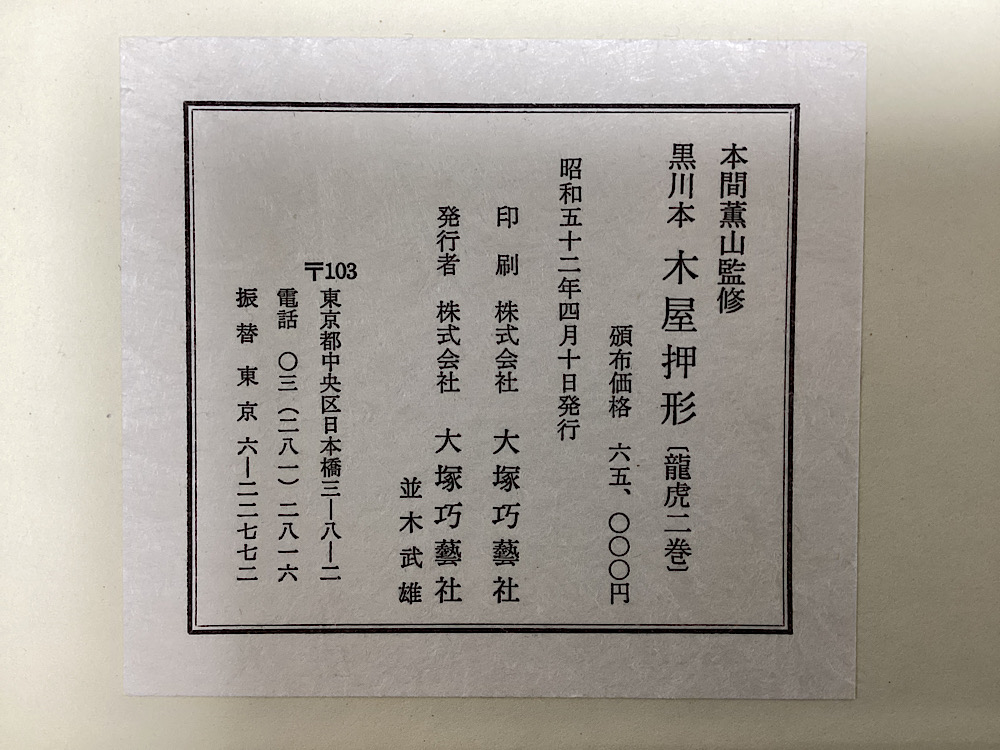 本間薫山監修
黒川本 木屋押形〔龍虎二巻〕
頒布価格 六五、〇〇〇円
昭和五十二年四月十日発行
印刷 株式会社 大塚巧藝社
発行者 株式会社 大塚巧藝社
並木武雄
〒103
東京都中央区日本橋三―八―二
電話 〇三(二八一)二八一六
振替東京六―二二七七二